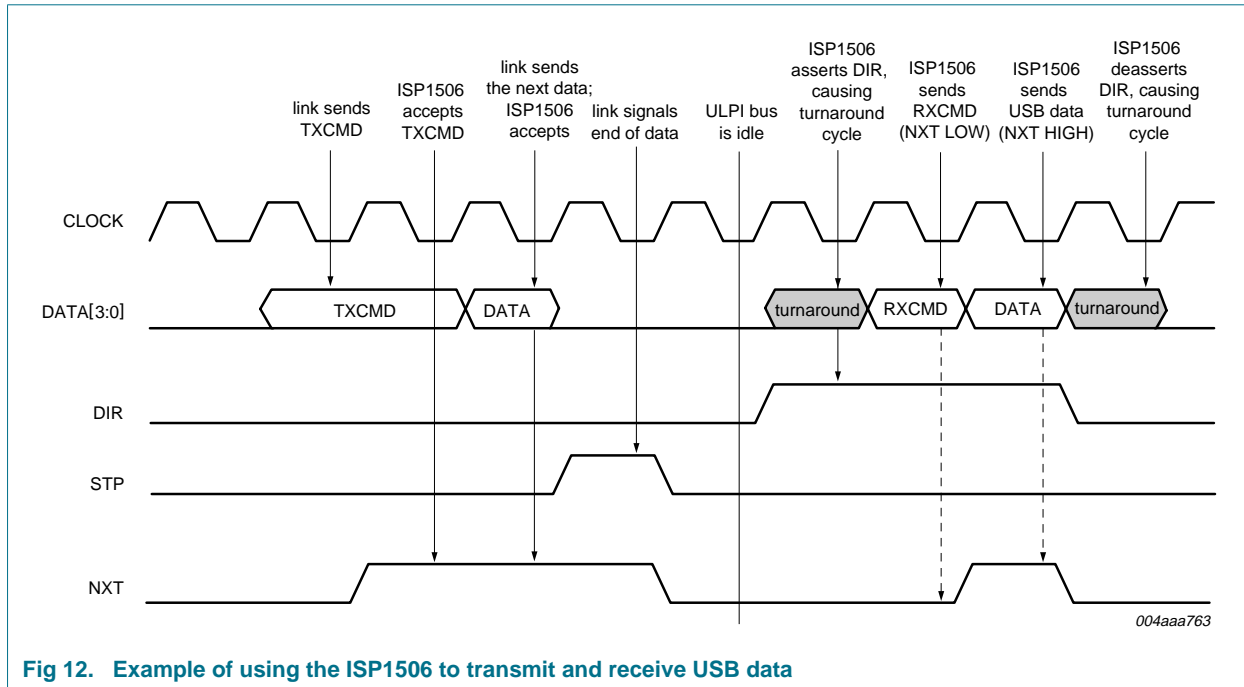 link sends
TXCMD
ISP1506
accepts
TXCMD
link sends
the next data;
ISP1506
accepts
link signals
end of data
ULPI bus
is idle
ISP1506
asserts DIR,
causing
turnaround
cycle
ISP1506
sends
RXCMD
(NXT LOW)
ISP1506
sends
USB data
(NXT HIGH)
ISP1506
deasserts
DIR, causing
turnaround
cycle
CLOCK
DATA[3:0]
TXCMD
DATA
turnaround
RXCMD
DATA
turnaround
DIR
STP
NXT
004aaa763
Fig 12. Example of using the ISP1506 to transmit and receive USB data